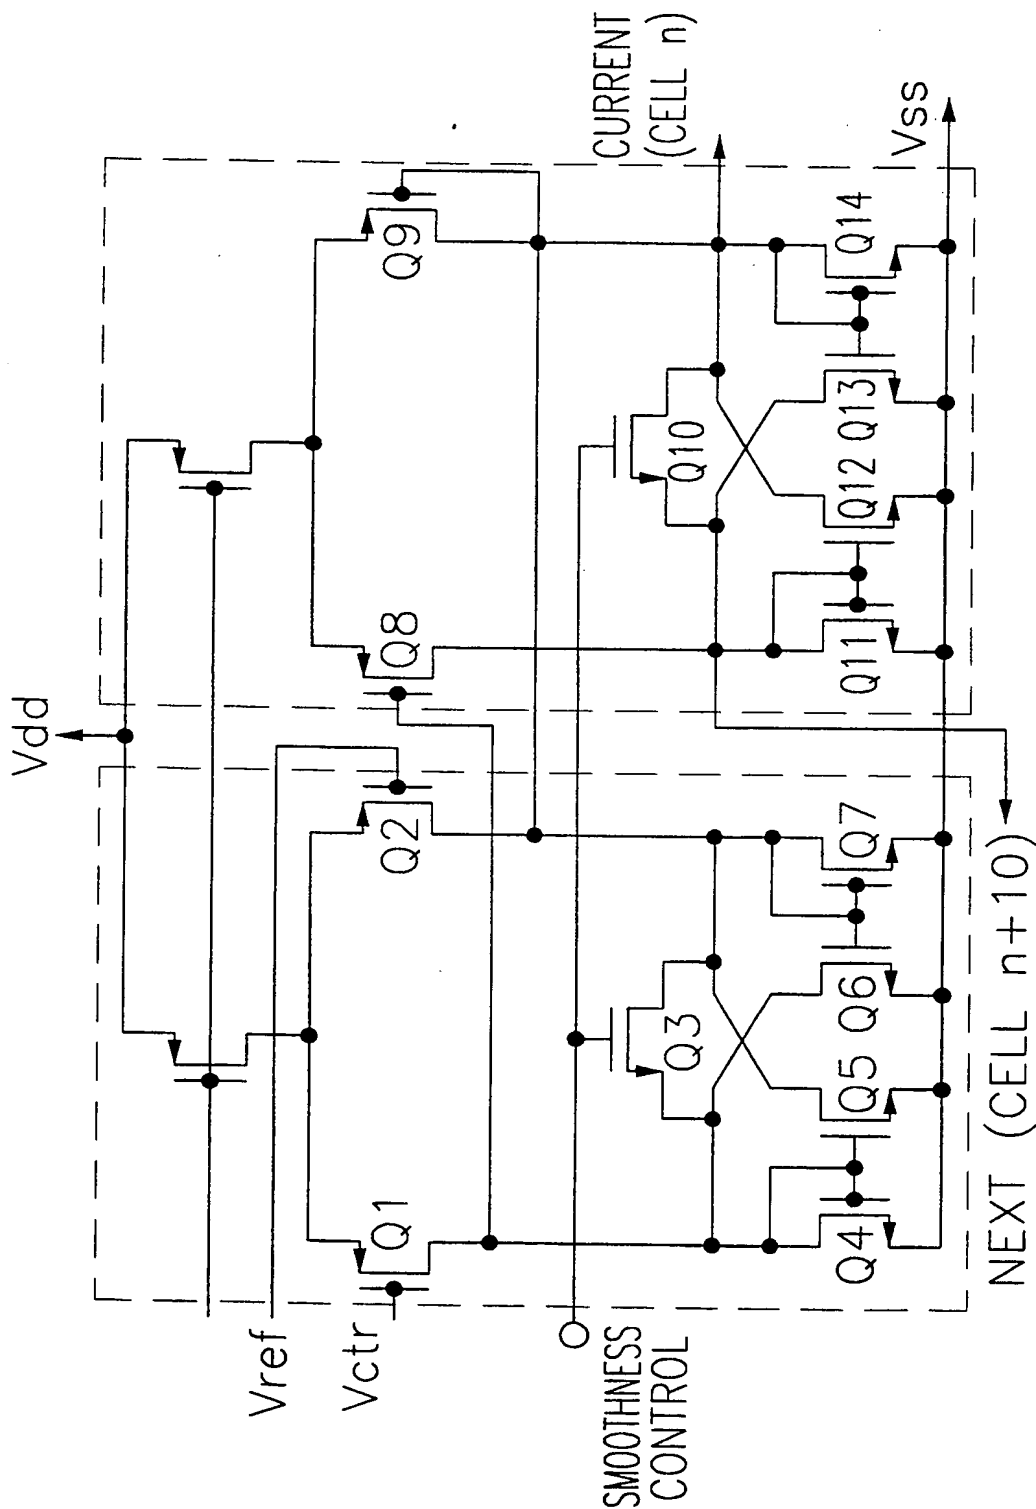 Vdd
Vref
Vctr
Q1
Q2
Q8
Q9
SMOOTHNESS
CONTROL
Q3
Q10
CURRENT
(CELL n)
Q4
Q5
Q6
Q7
Q11
Q12
Q13
Q14
Vss
NEXT (CELL n+10)